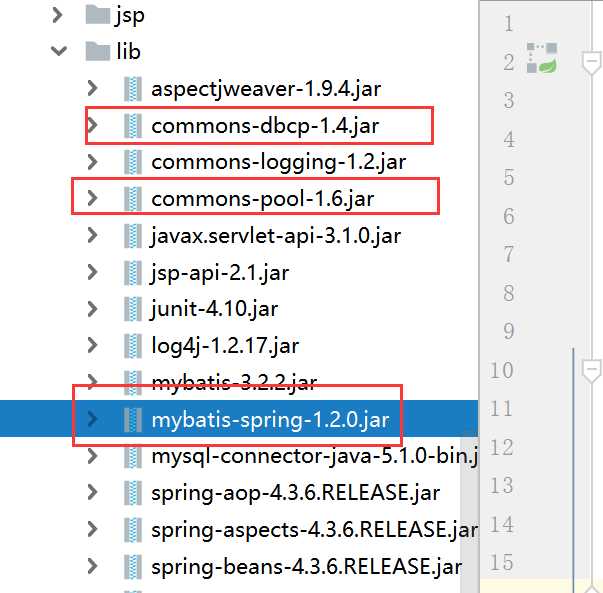 jsp
lib
aspectjweaver-1.9.4.jar
commons-dbcp-1.4.jar
commons-logging-1.2.jar
commons-pool-1.6.jar
javax.servlet-api-3.1.0.jar
jsp-api-2.1.jar
junit-4.10.jar
log4j-1.2.17.jar
mybatis-3.2.2.jar
mybatis-spring-1.2.0.jar
mysql-connector-java-5.1.0-bin.j
spring-aop-4.3.6.RELEASE.jar
spring-aspects-4.3.6.RELEASE.jar
spring-beans-4.3.6.RELEASE.jar
1
2
3
4
5
6
7
8
9
10
11
12
13
14
15